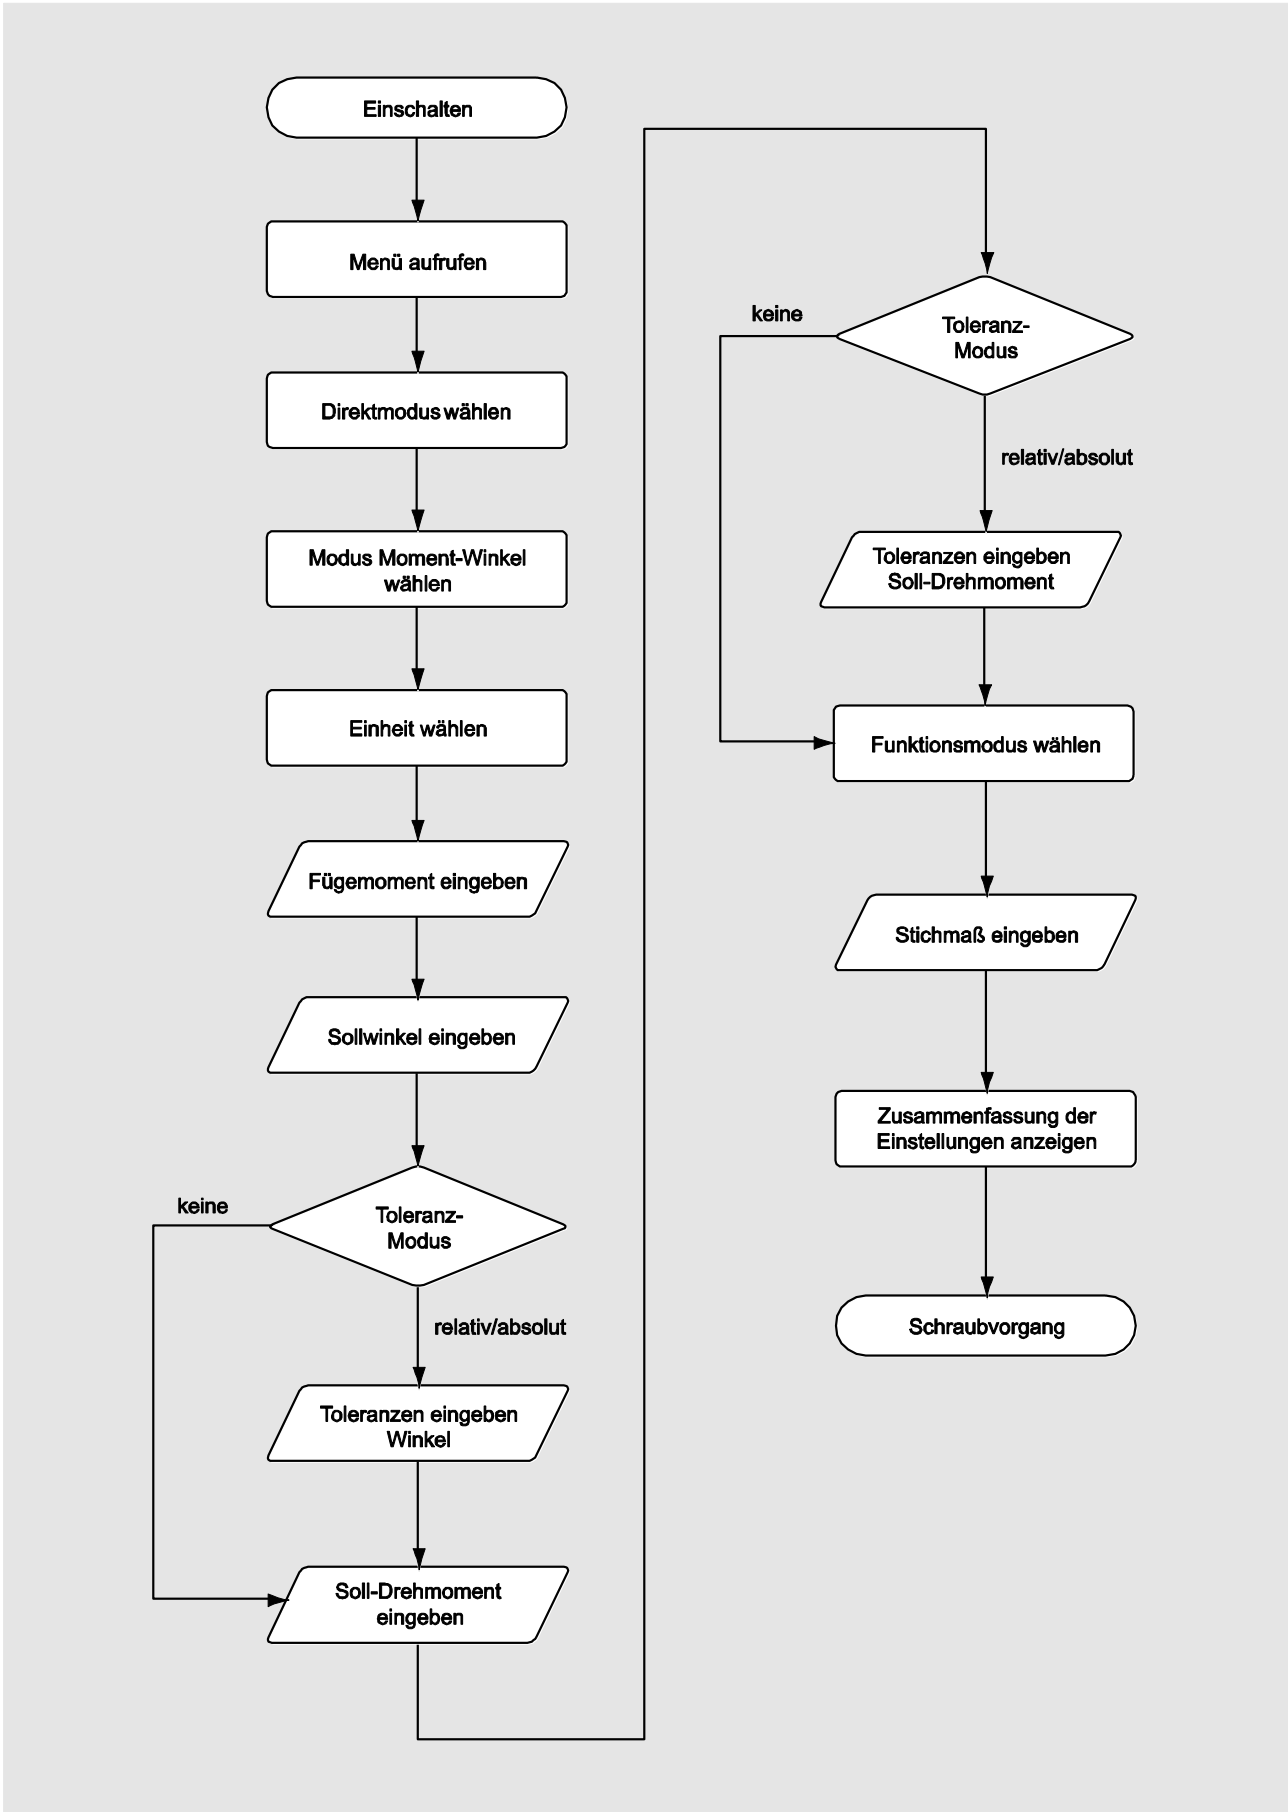 Einschalten
Menü aufrufen
Direktmodus wählen
Modus Moment-Winkel
wählen
Einheit wählen
Fügemoment eingeben
Sollwinkel eingeben
keine
Toleranz-
Modus
relativ/absolut
Toleranzen eingeben
Winkel
Soll-Drehmoment
eingeben
keine
Toleranz-
Modus
relativ/absolut
Toleranzen eingeben
Soll-Drehmoment
Funktionsmodus wählen
Stichmaß eingeben
Zusammenfassung der
Einstellungen anzeigen
Schraubvorgang